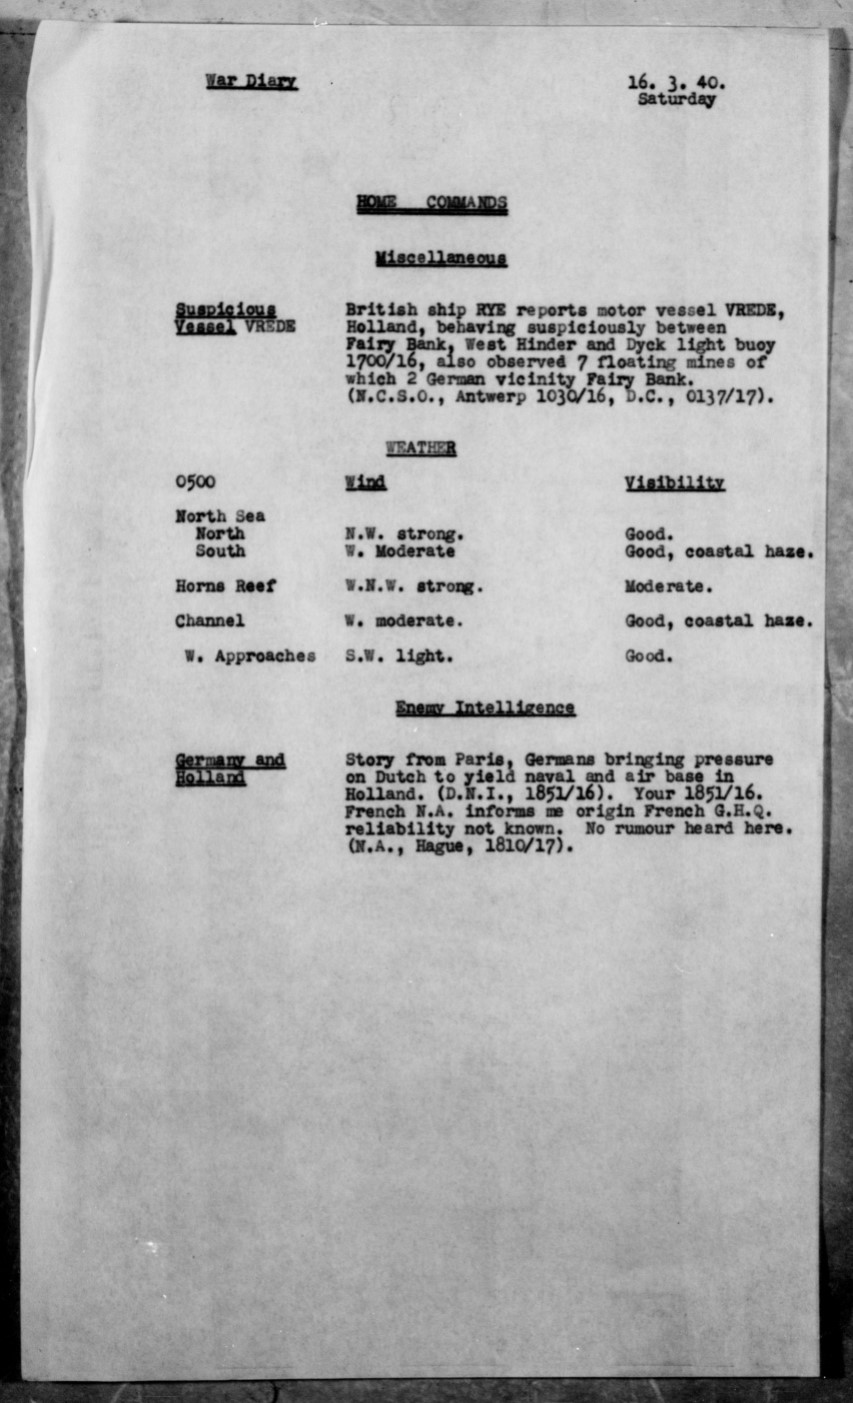 War Diary 16. 3. 40.
Saturday
HOME COMMANDS
Miscellaneous
Suspicious British ship RYE reports motor vessel VREDE,
Vessel VREDE Holland, behaving suspiciously between
Fairy Bank, West Hinder and Dyck light buoy
1700/16, also observed 7 floating mines of
which 2 German vicinity Fairy Bank.
(N.C.S.O., Antwerp 1030/16, D.C., 0137/17).
WEATHER
0500 Wind Visibility
North Sea
North N.W. strong. Good.
South W. Moderate Good, coastal haze.
Horns Reef W.N.W. strong. Moderate.
Channel W. moderate. Good, coastal haze.
W. Approaches S.W. light. Good.
Enemy Intelligence
Germany and Story from Paris, Germans bringing pressure
Holland on Dutch to yield naval and air base in
Holland. (D.N.I., 1851/16). Your 1851/16.
French N.A. informs me origin French G.H.Q.
reliability not known. No rumour heard here.
(N.A., Hague, 1810/17).